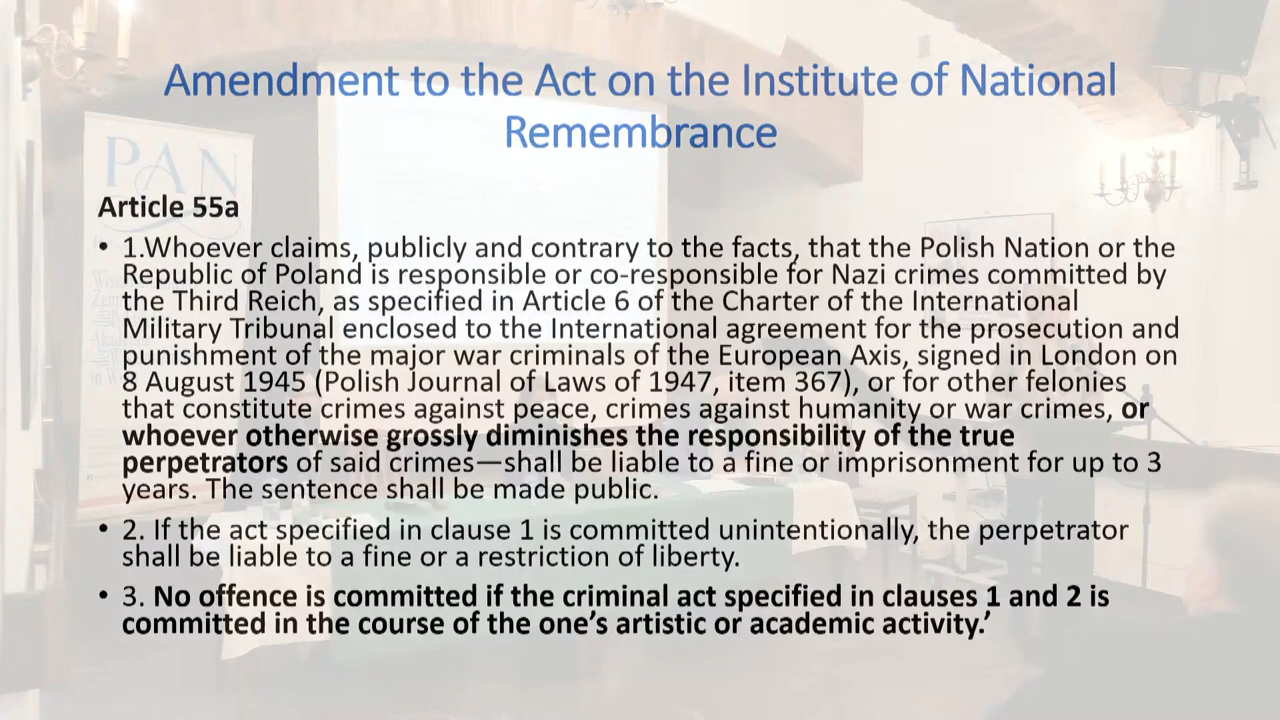 Amendment to the Act on the Institute of National
Remembrance
PAN
Article 55a
• 1.Whoever claims, publicly and contrary to the facts, that the Polish Nation or the
Republic of Poland is responsible or co-responsible for Nazi crimes committed by
the Third Reich, as specified in Article 6 of the Charter of the International
Military Tribunal enclosed to the International agreement for the prosecution and
punishment of the major war criminals of the European Axis, signed in London on
8 August 1945 (Polish Journal of Laws of 1947, item 367), or for other felonies
that constitute crimes against peace, crimes against humanity or war crimes, or
whoever otherwise grossly diminishes the responsibility of the true
perpetrators of said crimes—shall be liable to a fine or imprisonment for up to 3
years. The sentence shall be made public.
• 2. If the act specified in clause 1 is committed unintentionally, the perpetrator
shall be liable to a fine or a restriction of liberty.
• 3. No offence is committed if the criminal act specified in clauses 1 and 2 is
committed in the course of the one’s artistic or academic activity.’